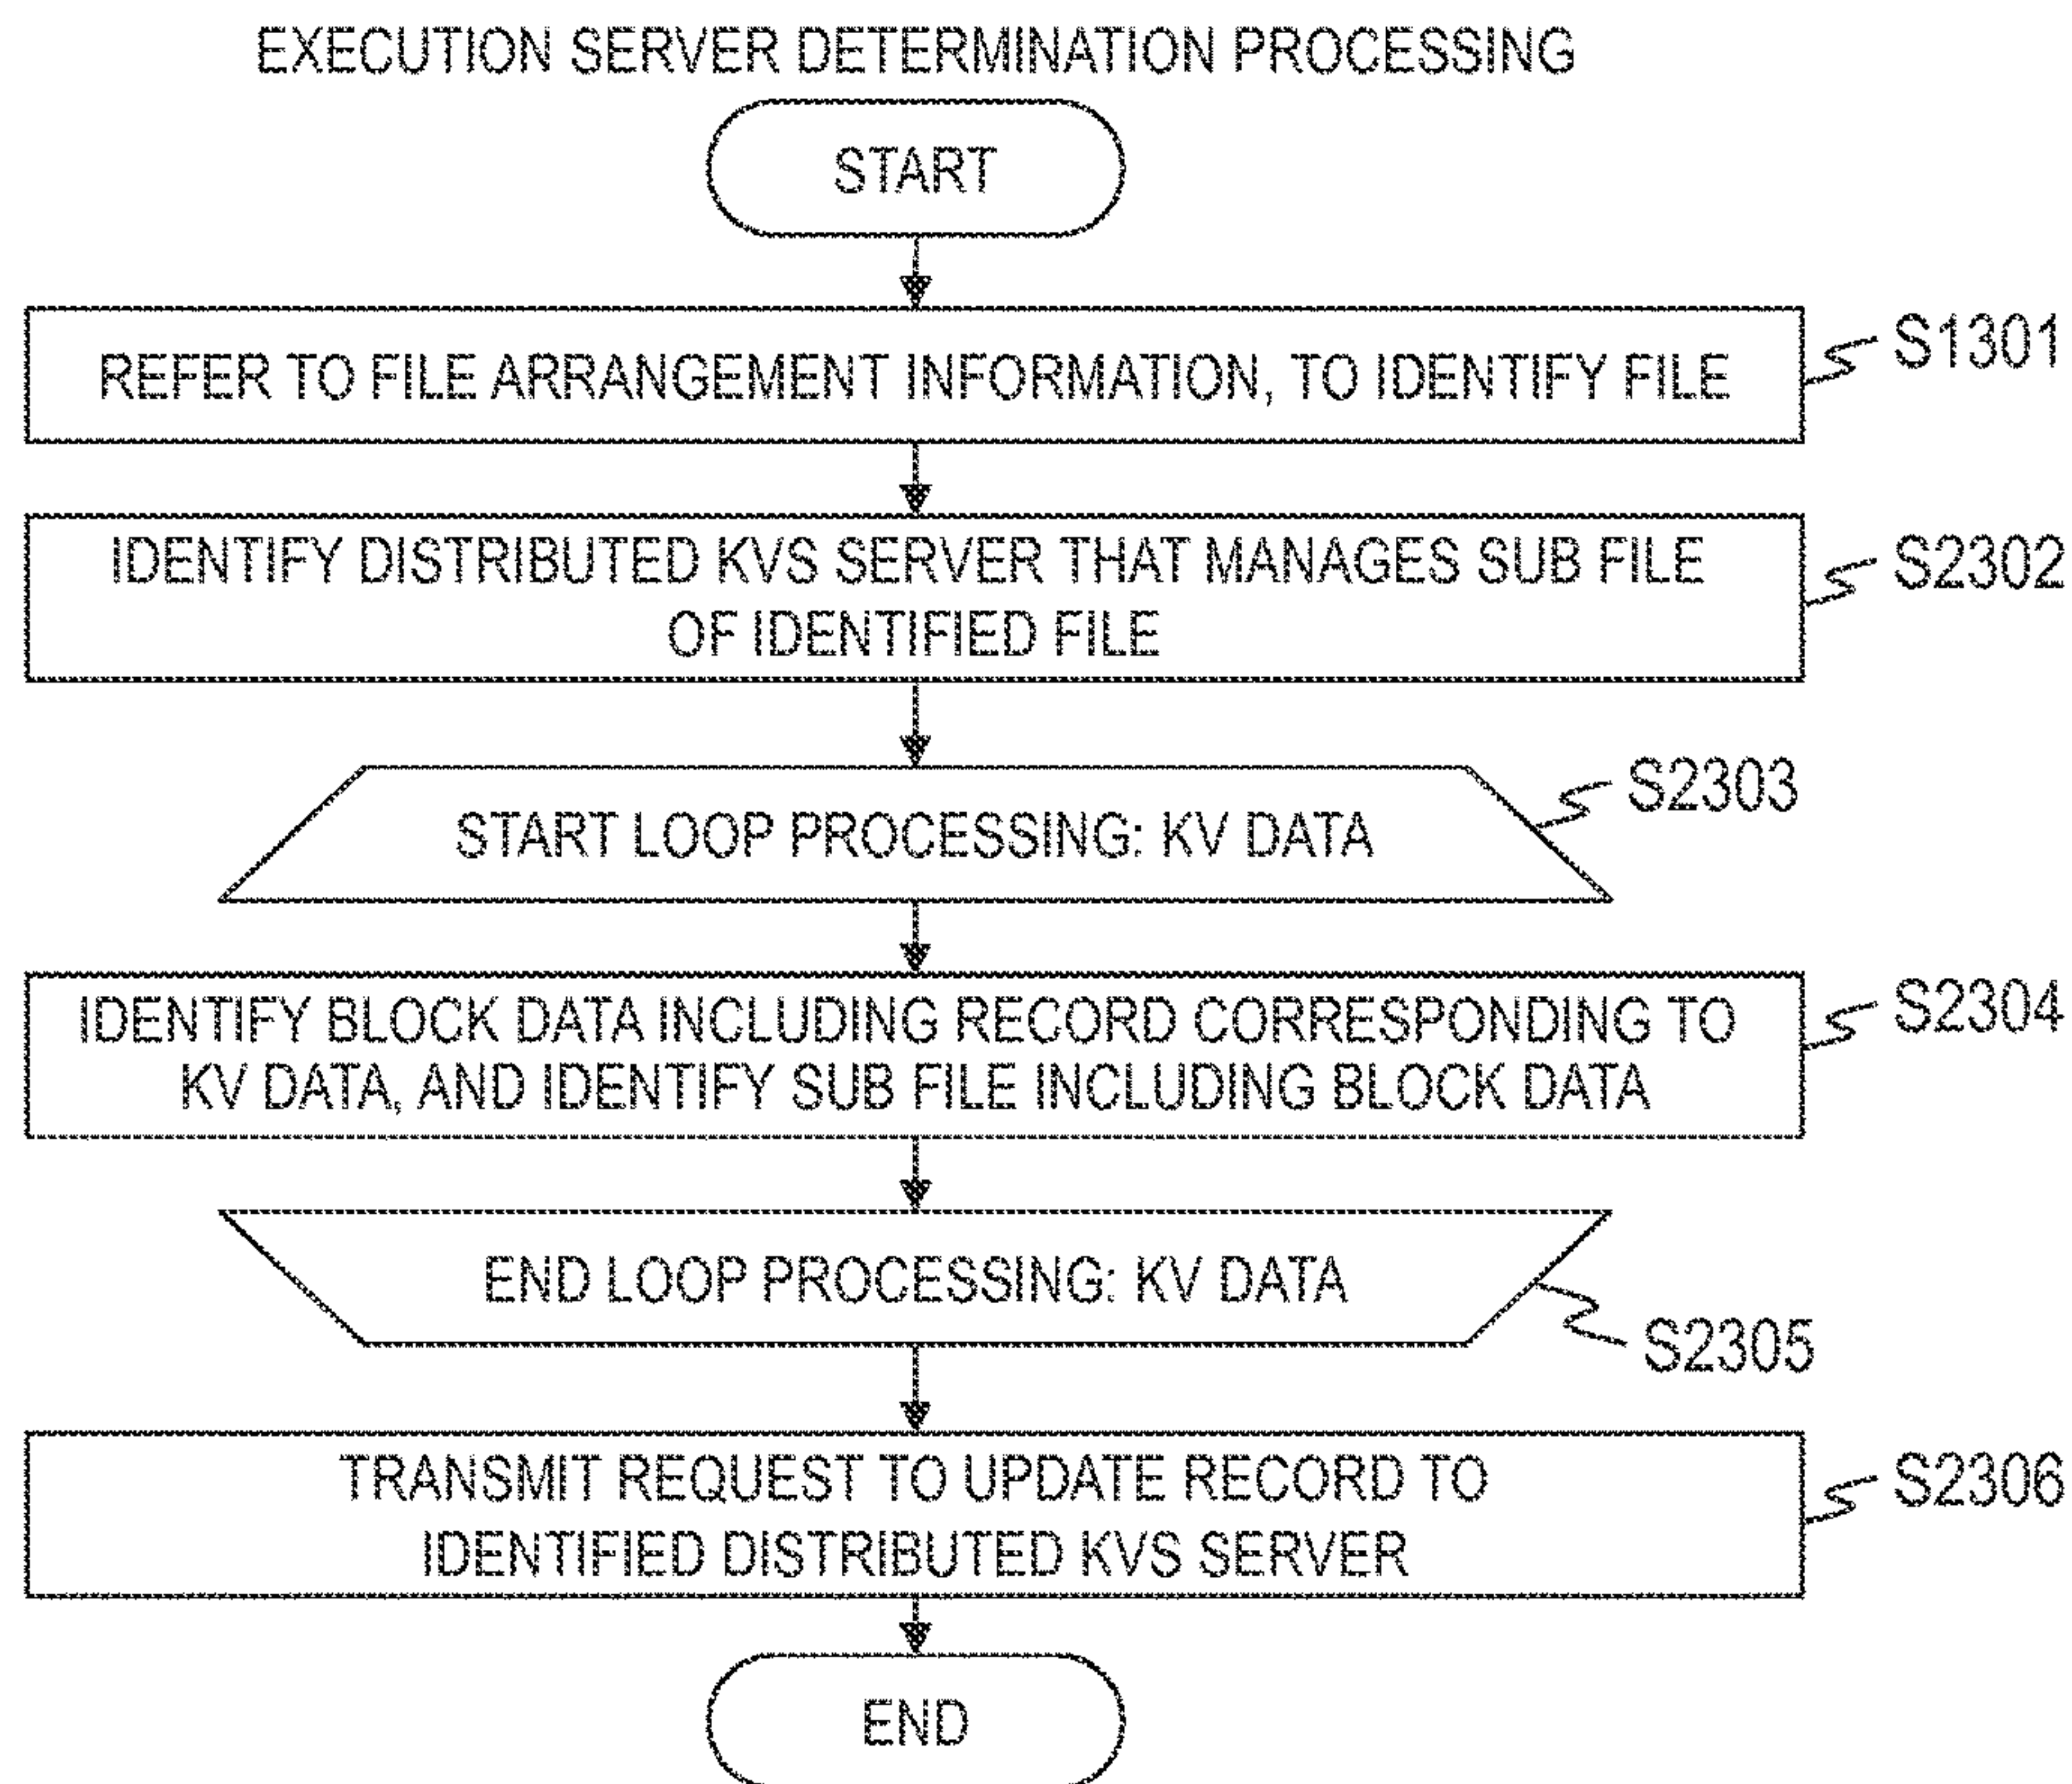 EXECUTION SERVER DETERMINATION PROCESSING
START
REFER TO FILE ARRANGEMENT INFORMATION, TO IDENTIFY FILE
S1301
IDENTIFY DISTRIBUTED KVS SERVER THAT MANAGES SUB FILE
OF IDENTIFIED FILE
S2302
START LOOP PROCESSING: KV DATA
S2303
IDENTIFY BLOCK DATA INCLUDING RECORD CORRESPONDING TO
KV DATA, AND IDENTIFY SUB FILE INCLUDING BLOCK DATA
S2304
END LOOP PROCESSING: KV DATA
S2305
TRANSMIT REQUEST TO UPDATE RECORD TO
IDENTIFIED DISTRIBUTED KVS SERVER
S2306
END